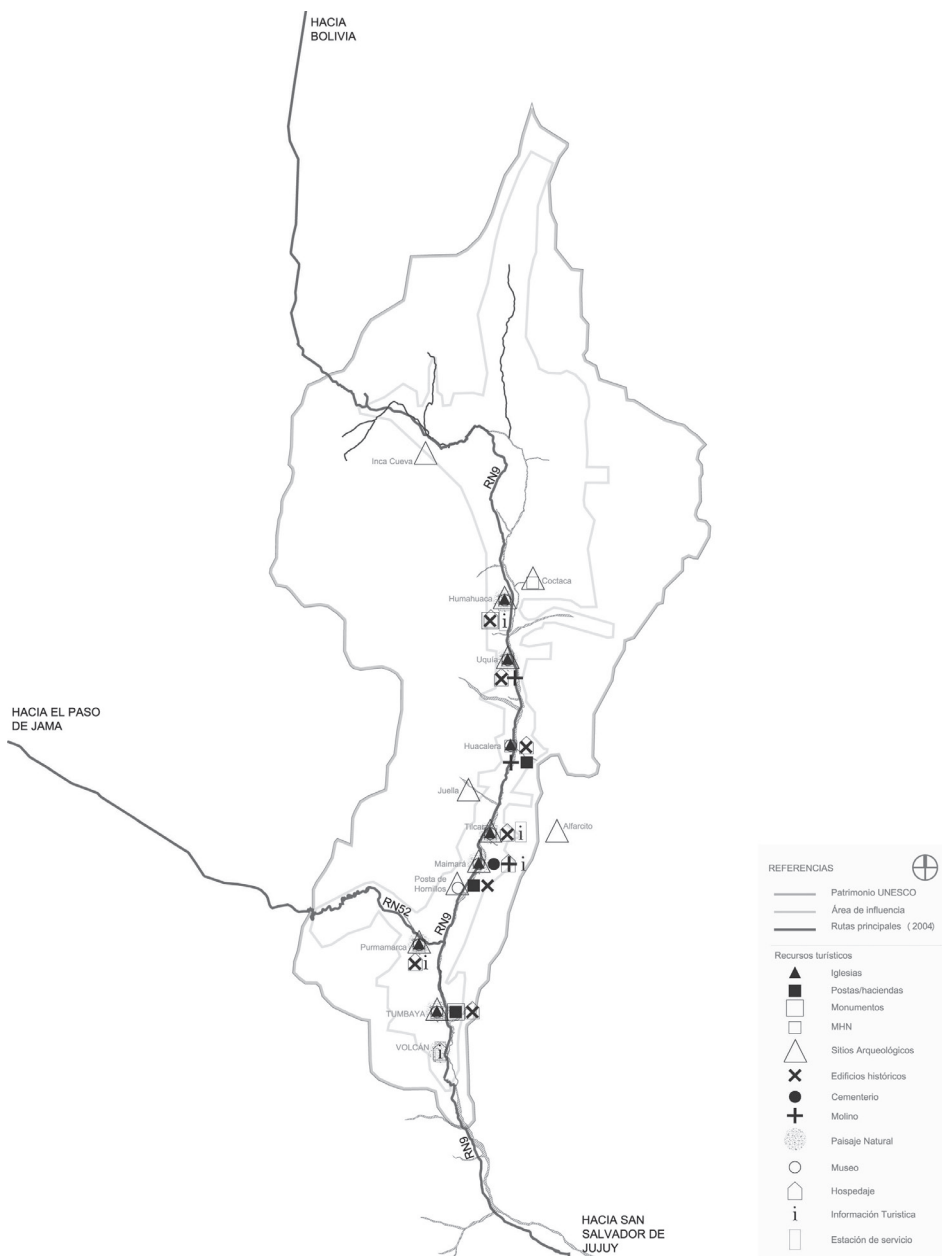 HACIA
BOLIVIA
Inca Cueva
RN9
Coctaca
Humahuaca
i
Uquía
HACIA EL PASO
DE JAMA
Huacalera
Juella
Tilcara
i
Alfarcito
Maimará
i
Posta de
Hornillos
RN52
RN9
Purmamarca
i
TUMBAYA
VOLCÁN
i
RN9
HACIA SAN
SALVADOR DE
JUJUY
REFERENCIAS
Patrimonio UNESCO
Área de influencia
Rutas principales (2004)
Recursos turísticos
Iglesias
Postas/haciendas
Monumentos
MHN
Sitios Arqueológicos
Edificios históricos
Cementerio
Molino
Paisaje Natural
Museo
Hospedaje
i Información Turistica
Estación de servicio